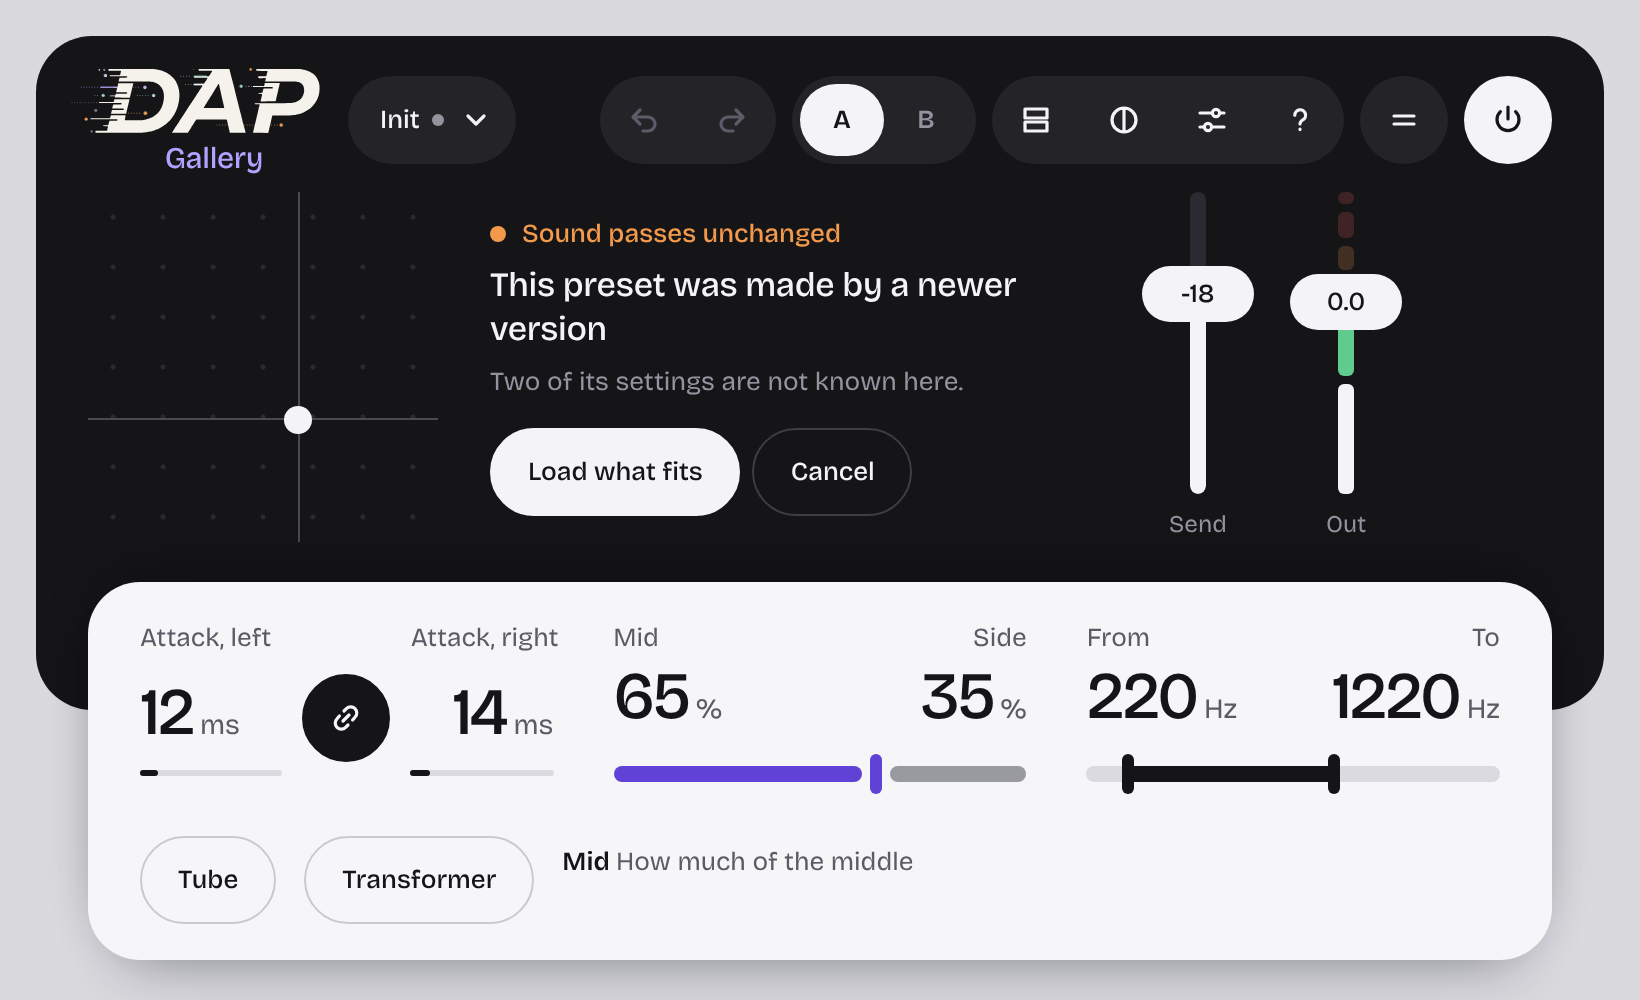 DAP
Gallery
Init
A
B
?
Sound passes unchanged
This preset was made by a newer
version
Two of its settings are not known here.
Load what fits
Cancel
-18
0.0
Send
Out
Attack, left
Attack, right
Mid
Side
From
To
12 ms
14 ms
65 %
35 %
220 Hz
1220 Hz
Tube
Transformer
Mid How much of the middle